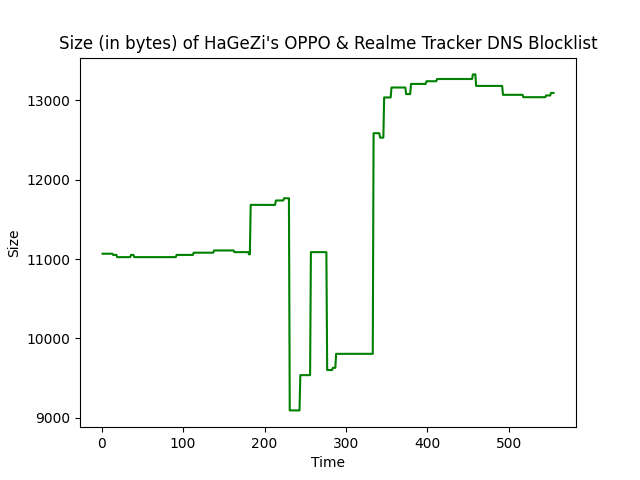 Size (in bytes) of HaGeZi's OPPO & Realme Tracker DNS Blocklist
13000
12000
11000
10000
9000
Size
0 100 200 300 400 500
Time